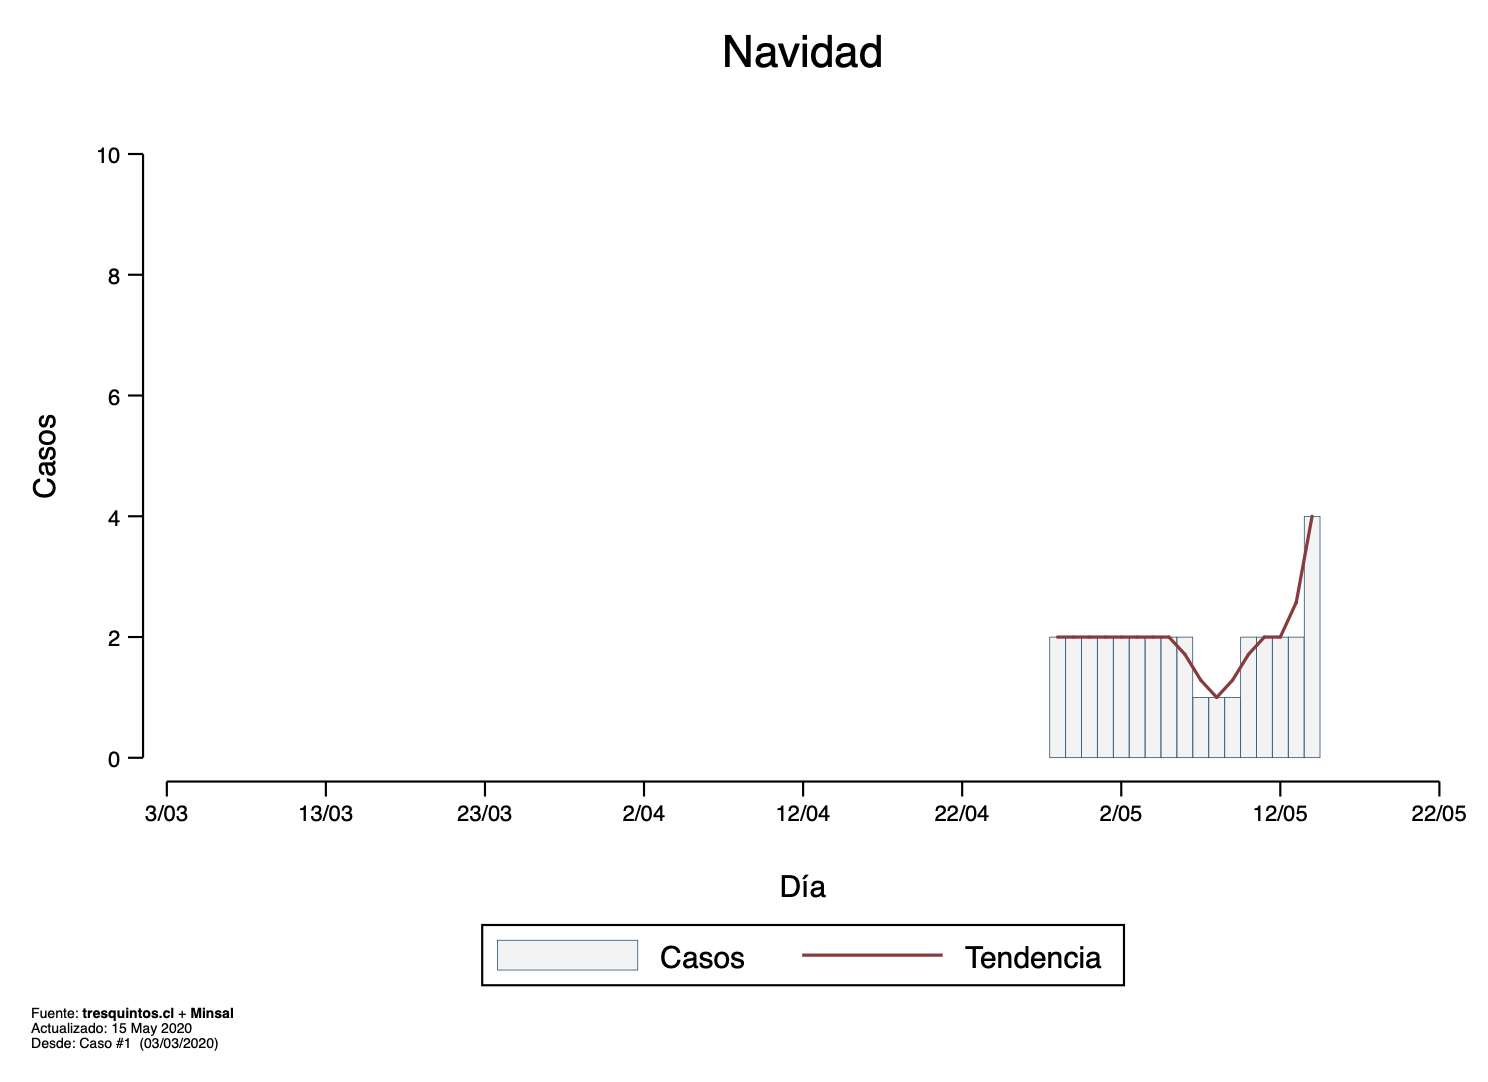 Navidad
10
8
6
4
2
0
Casos
3/03 13/03 23/03 2/04 12/04 22/04 2/05 12/05 22/05
Día
Casos Tendencia
Fuente: tresquintos.cl + Minsal
Actualizado: 15 May 2020
Desde: Caso #1 (03/03/2020)